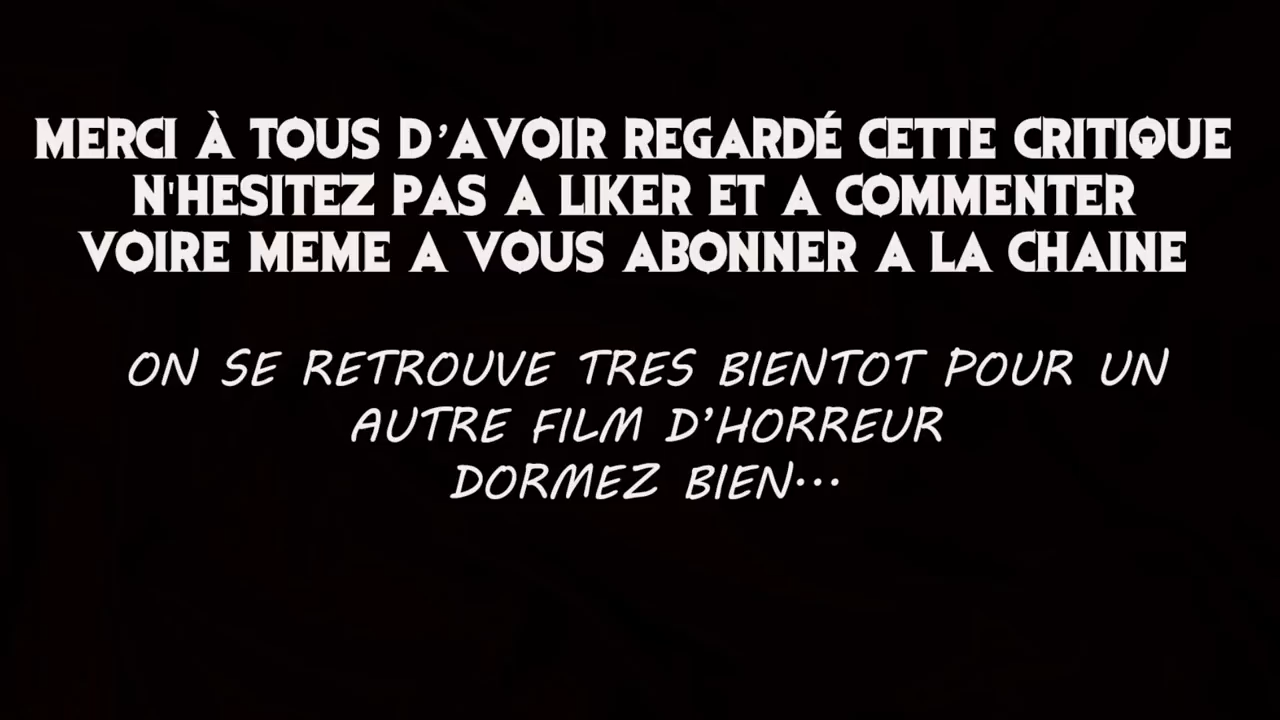 MERCI À TOUS D'AVOIR REGARDÉ CETTE CRITIQUE
N'HESITEZ PAS A LIKER ET A COMMENTER
VOIRE MEME A VOUS ABONNER A LA CHAINE
ON SE RETROUVE TRES BIENTOT POUR UN
AUTRE FILM D'HORREUR
DORMEZ BIEN...